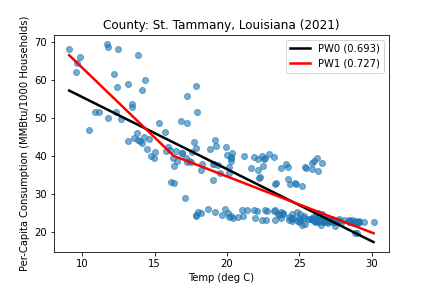 County: St. Tammany, Louisiana (2021)
PW0 (0.693)
PW1 (0.727)
Per-Capita Consumption (MMBtu/1000 Households)
70
60
50
40
30
20
10
15
20
25
30
Temp (deg C)